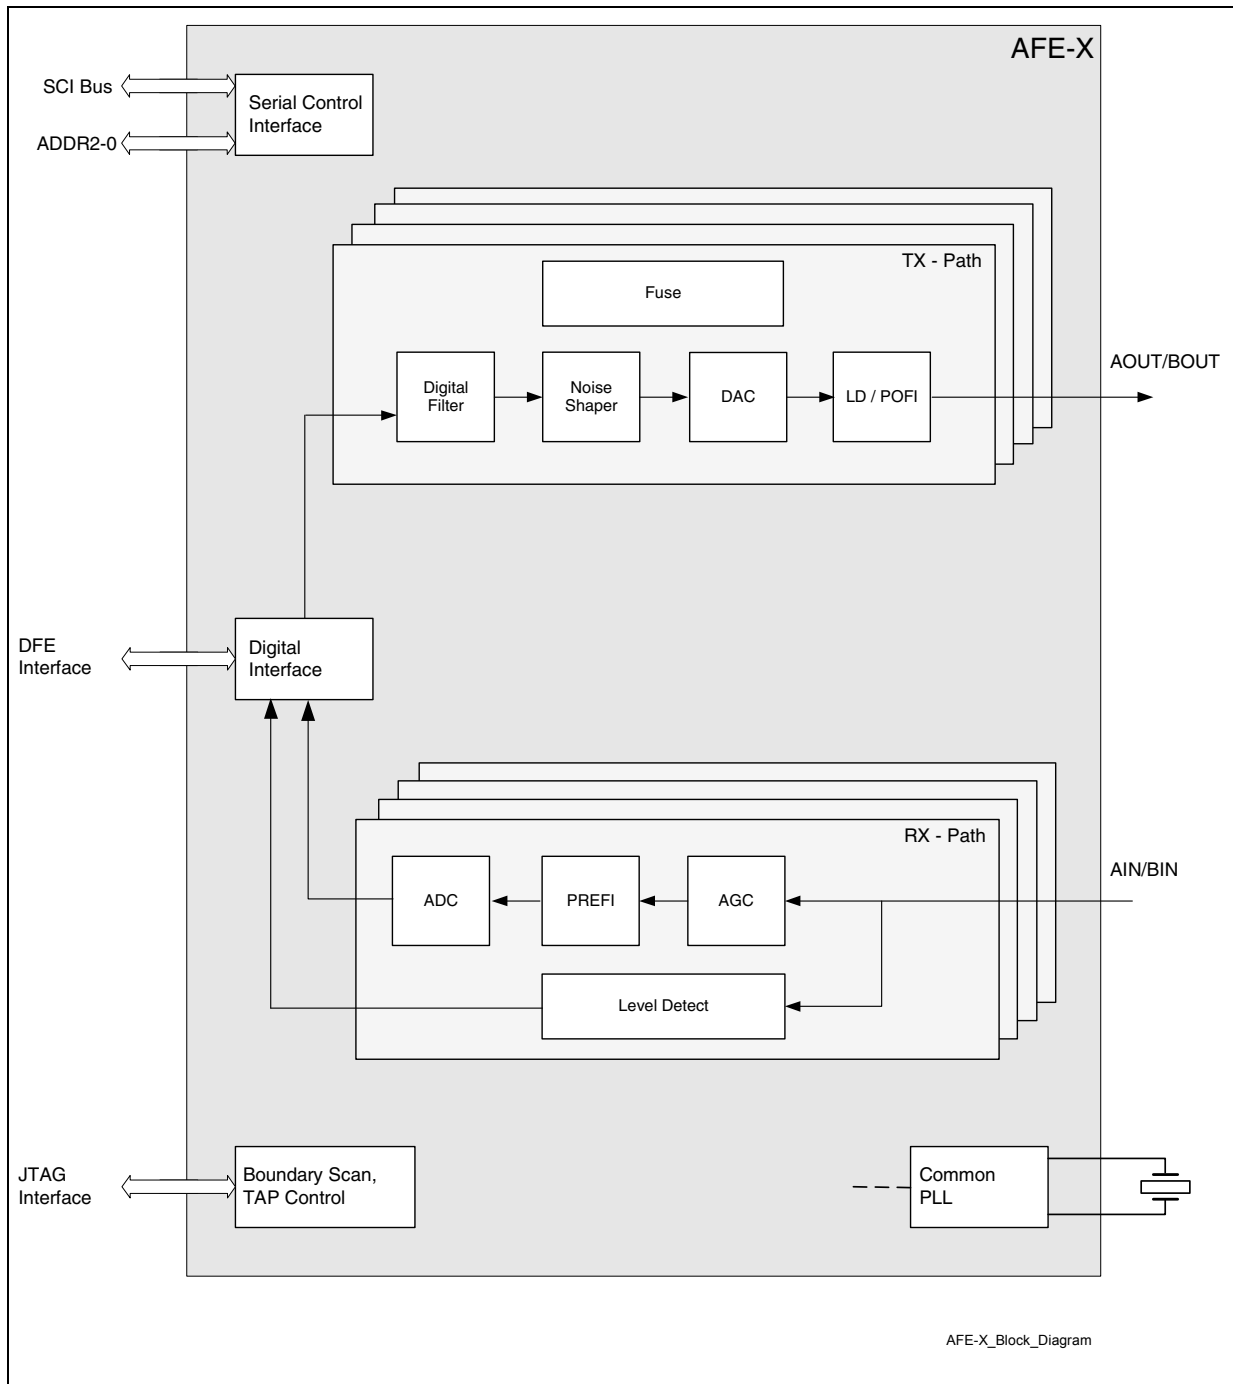 AFE-X
SCI Bus
ADDR2-0
Serial Control
Interface
TX - Path
Fuse
Digital
Filter
Noise
Shaper
DAC
LD / POFI
AOUT/BOUT
DFE
Interface
Digital
Interface
RX - Path
ADC
PREFI
AGC
AIN/BIN
Level Detect
JTAG
Interface
Boundary Scan,
TAP Control
Common
PLL
AFE-X_Block_Diagram